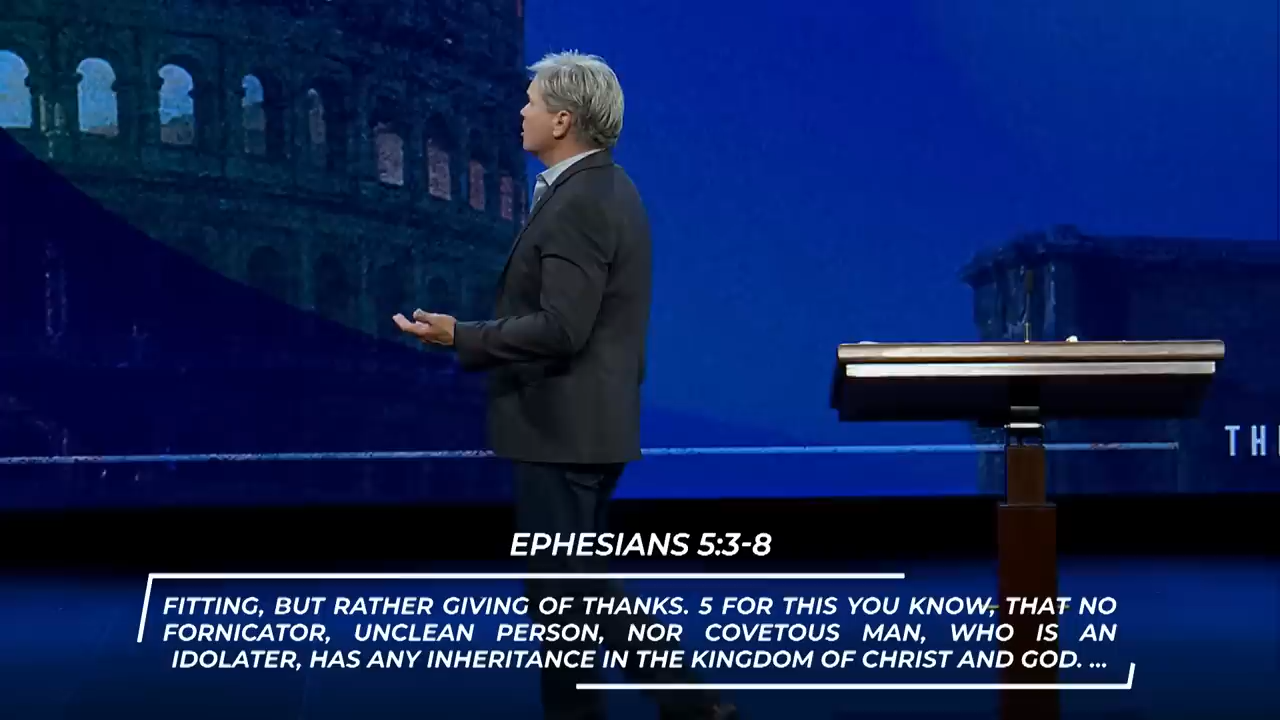 TH
EPHESIANS 5:3-8
FITTING, BUT RATHER GIVING OF THANKS. 5 FOR THIS YOU KNOW, THAT NO
FORNICATOR, UNCLEAN PERSON, NOR COVETOUS MAN, WHO IS AN
IDOLATER, HAS ANY INHERITANCE IN THE KINGDOM OF CHRIST AND GOD. ...